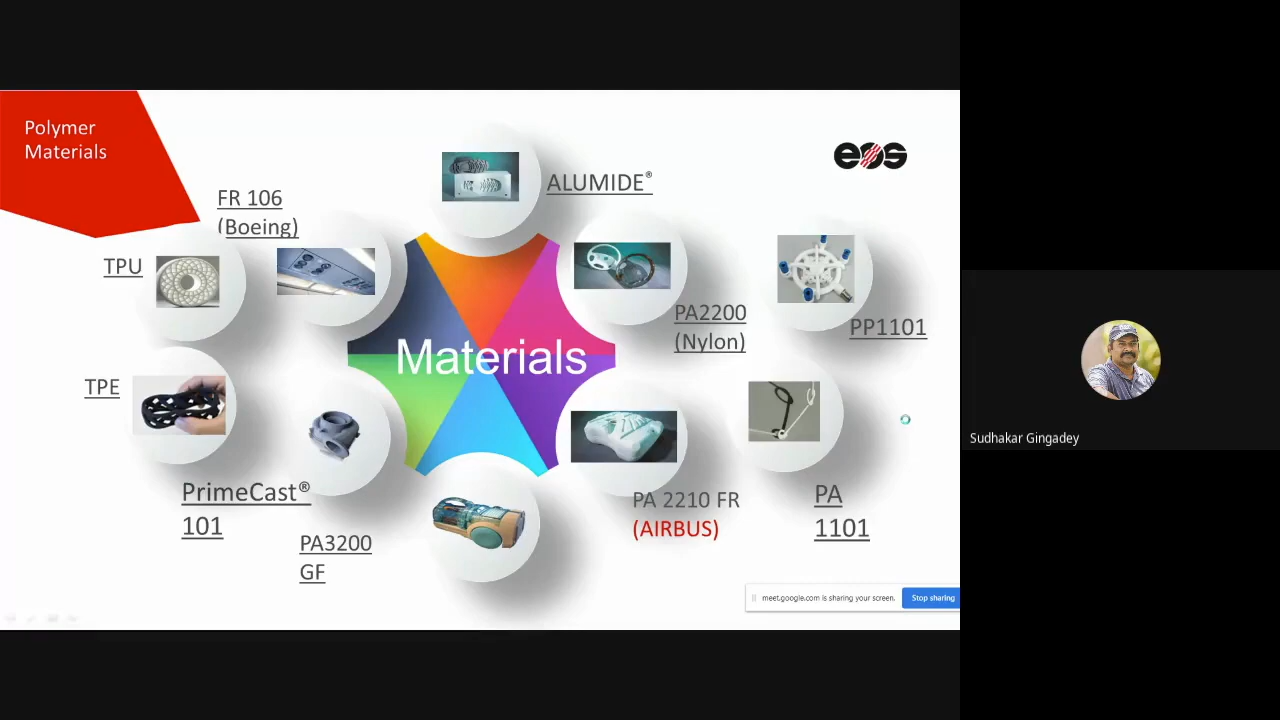 Polymer
Materials
eos
FR 106
(Boeing)
ALUMIDE®
TPU
PA2200
(Nylon)
PP1101
Materials
TPE
PrimeCast®
101
PA3200
GF
PA 2210 FR
(AIRBUS)
PA
1101
meet.google.com is sharing your screen.
Stop sharing
Sudhakar Gingadey